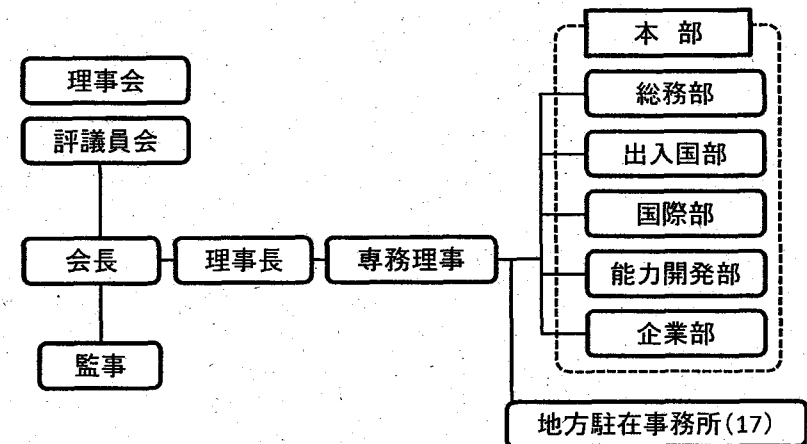 理事会
評議員会
会長
理事長
専務理事
監事
本 部
総務部
出入国部
国際部
能力開発部
企業部
地方駐在事務所(17)